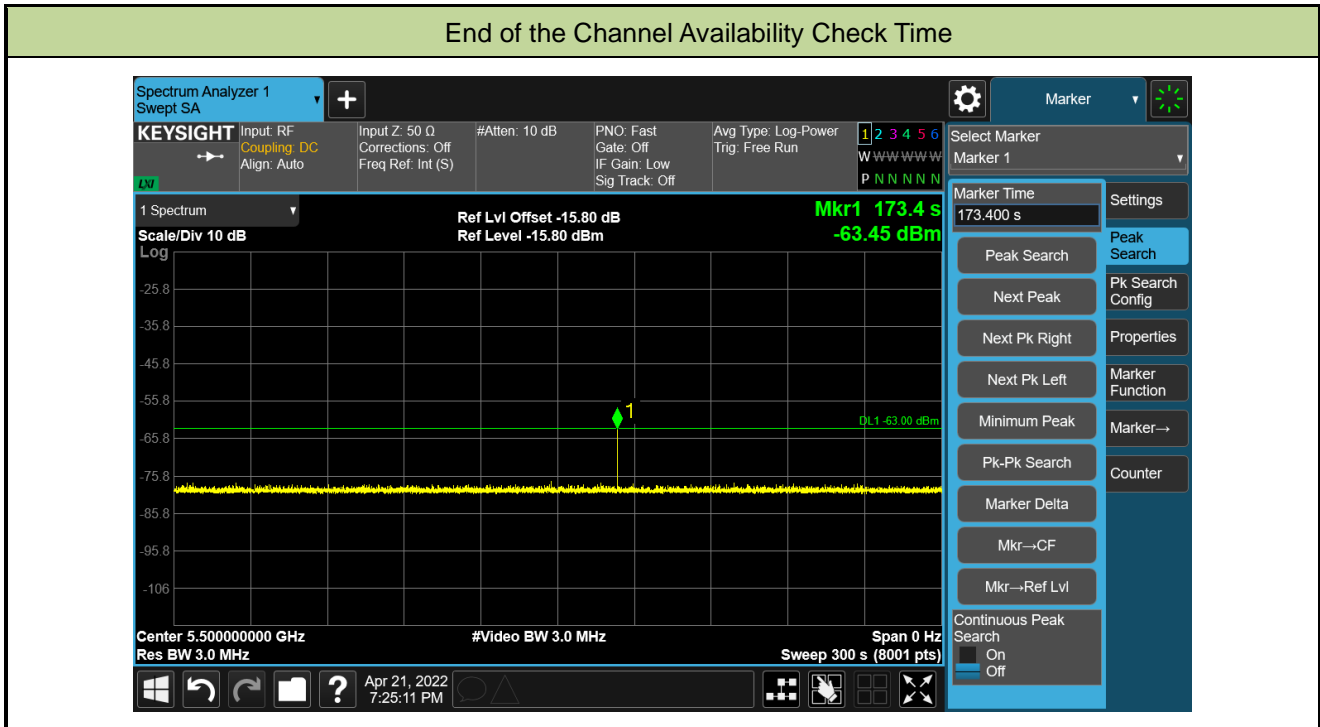 End of the Channel Availability Check Time
Spectrum Analyzer 1
Swept SA
+
Marker
KEYSIGHT
LXI
Input: RF
Coupling: DC
Align: Auto
Input Z: 50 Ω
Corrections: Off
Freq Ref: Int (S)
#Atten: 10 dB
PNO: Fast
Gate: Off
IF Gain: Low
Sig Track: Off
Avg Type: Log-Power
Trig: Free Run
1 2 3 4 5 6
W W W W W W
P N N N N N
Select Marker
Marker 1
1 Spectrum
Scale/Div 10 dB
Log
Ref Lvl Offset -15.80 dB
Ref Level -15.80 dBm
Mkr1 173.4 s
-63.45 dBm
-25.8
-35.8
-45.8
-55.8
-65.8
-75.8
-85.8
-95.8
-106
1
DL1 -63.00 dBm
Center 5.500000000 GHz
Res BW 3.0 MHz
#Video BW 3.0 MHz
Span 0 Hz
Sweep 300 s (8001 pts)
Marker Time
173.400 s
Peak Search
Next Peak
Next Pk Right
Next Pk Left
Minimum Peak
Pk-Pk Search
Marker Delta
Mkr→CF
Mkr→Ref Lvl
Continuous Peak
Search
On
Off
Settings
Peak
Search
Pk Search
Config
Properties
Marker
Function
Marker→
Counter
?
Apr 21, 2022
7:25:11 PM